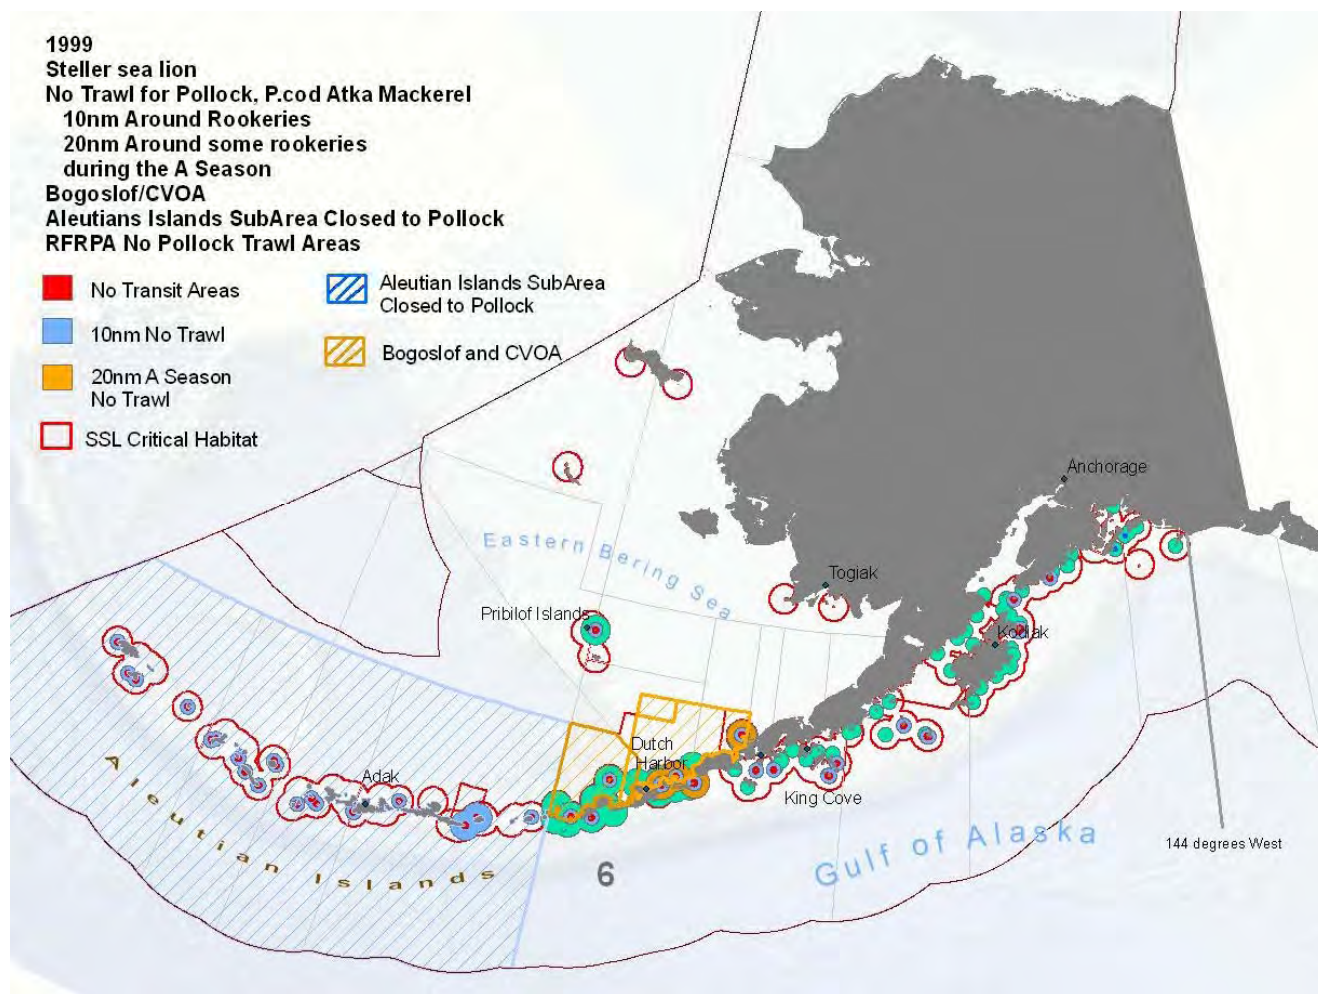 1999
Steller sea lion
No Trawl for Pollock, P.cod Atka Mackerel
10nm Around Rookeries
20nm Around some rookeries
during the A Season
Bogoslof/CVOA
Aleutians Islands SubArea Closed to Pollock
RFRPA No Pollock Trawl Areas
No Transit Areas
10nm No Trawl
20nm A Season
No Trawl
SSL Critical Habitat
Aleutian Islands SubArea
Closed to Pollock
Bogoslof and CVOA
Anchorage
Eastern Bering Sea
Togiak
Pribilof Islands
Kodiak
Dutch
Harbor
Adak
King Cove
Aleutian Islands
Gulf of Alaska
144 degrees West
6